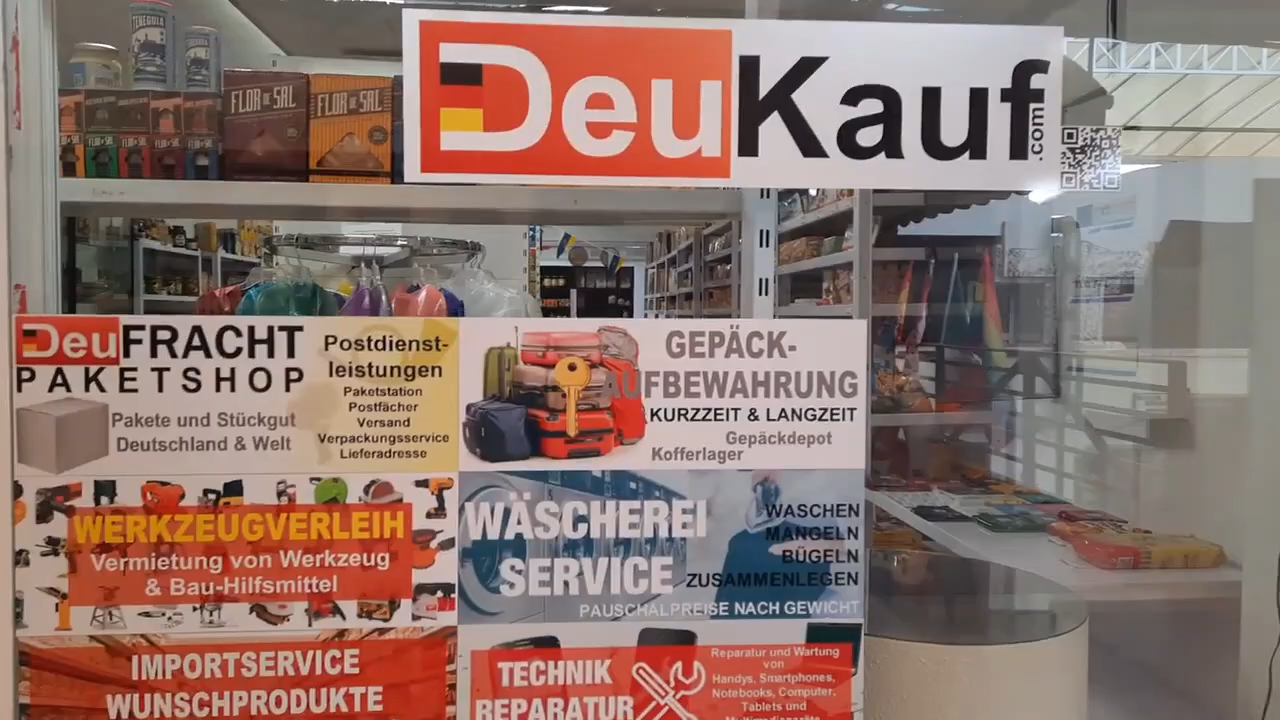 TENEGULA
FLOR DE SAL
FLOR DE SAL
DeuKauf.com
DeuFRACHT
PAKETSHOP
Pakete und Stückgut
Deutschland & Welt
Postdienst-
leistungen
Paketstation
Postfächer
Versand
Verpackungsservice
Lieferadresse
GEPÄCK-
AUFBEWAHRUNG
KURZZEIT & LANGZEIT
Gepäckdepot
Kofferlager
WERKZEUGVERLEIH
Vermietung von Werkzeug
& Bau-Hilfsmittel
WÄSCHEREI
SERVICE
WASCHEN
MANGELN
BÜGELN
ZUSAMMENLEGEN
PAUSCHALPREISE NACH GEWICHT
IMPORTSERVICE
WUNSCHPRODUKTE
TECHNIK
REPARATUR
Reparatur und Wartung
von
Handys, Smartphones,
Notebooks, Computer,
Tablets und
Multimediageräte